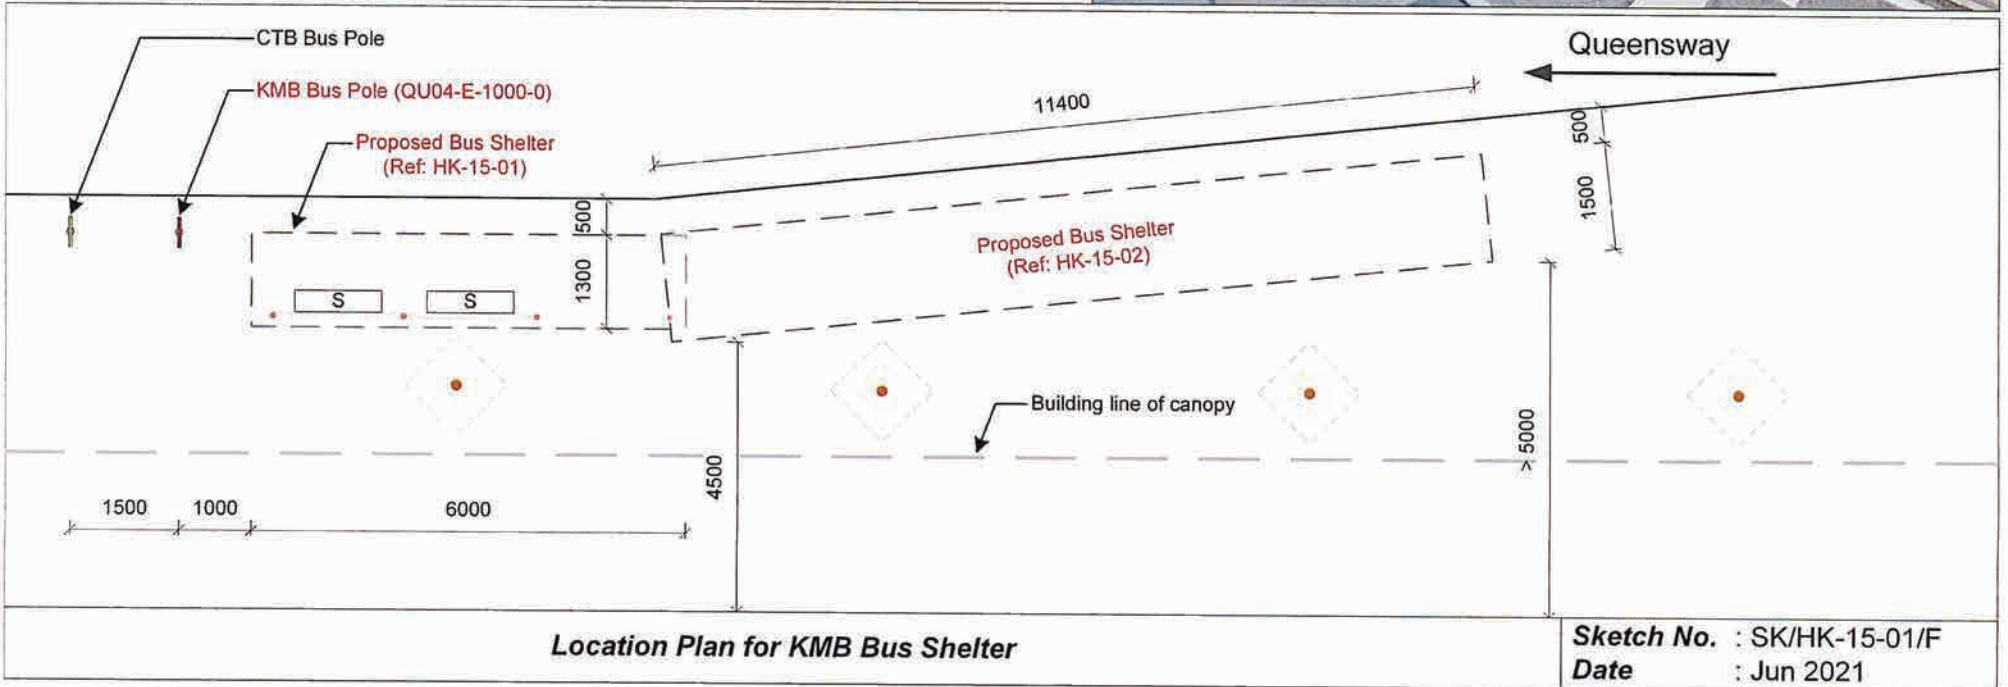 CTB Bus Pole
Queensway
KMB Bus Pole (QU04-E-1000-0)
11400
Proposed Bus Shelter
(Ref: HK-15-01)
500
1500
500
1300
Proposed Bus Shelter
(Ref: HK-15-02)
S
S
Building line of canopy
4500
> 5000
1500
1000
6000
Location Plan for KMB Bus Shelter
Sketch No. : SK/HK-15-01/F
Date : Jun 2021